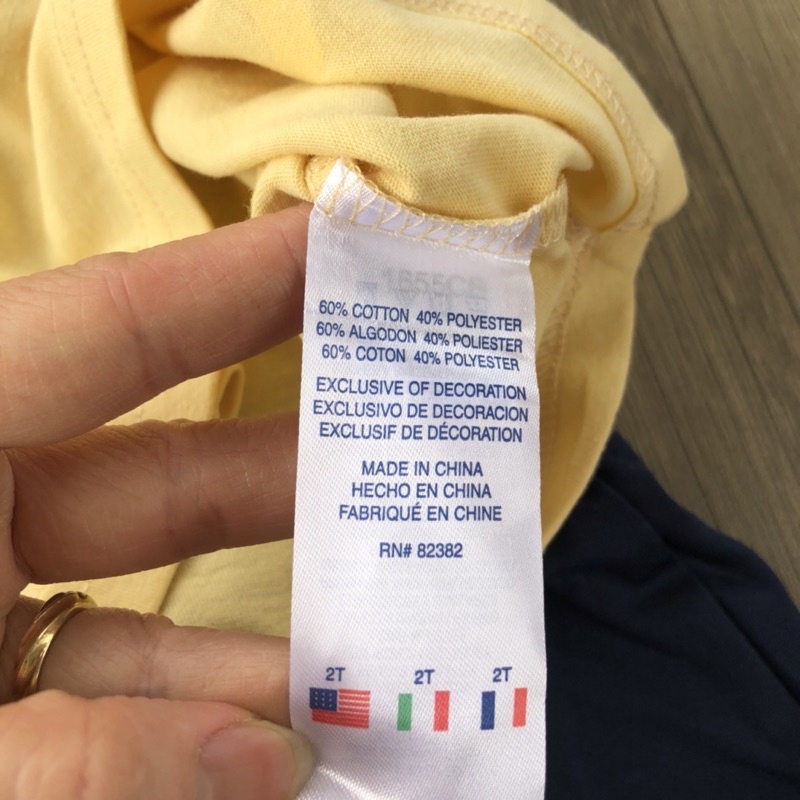 60% COTTON 40% POLYESTER
60% ALGODON 40% POLIESTER
60% COTON 40% POLYESTER
EXCLUSIVE OF DECORATION
EXCLUSIVO DE DECORACION
EXCLUSIF DE DÉCORATION
MADE IN CHINA
HECHO EN CHINA
FABRIQUÉ EN CHINE
RN# 82382
2T 2T 2T